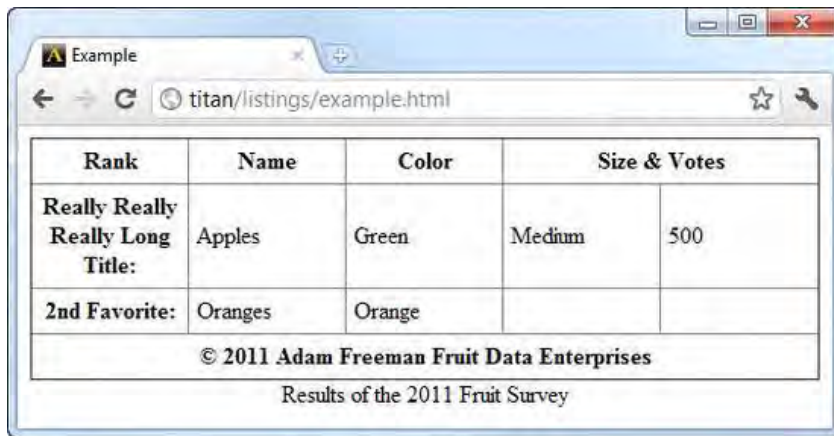 Example
titan/listings/example.html
Rank Name Color Size & Votes
Really Really
Really Long
Title:
Apples Green Medium 500
2nd Favorite: Oranges Orange
© 2011 Adam Freeman Fruit Data Enterprises
Results of the 2011 Fruit Survey